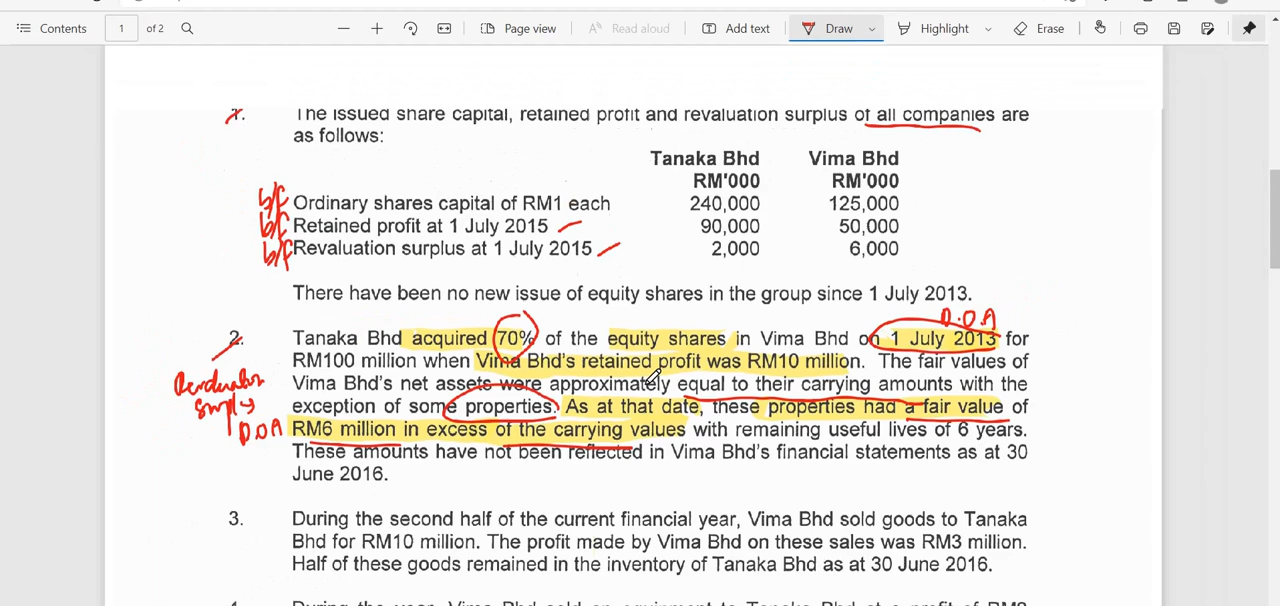 Contents 1 of 2 Page view Read aloud Add text Draw Highlight Erase
1. The issued share capital, retained profit and revaluation surplus of all companies are
as follows:
Tanaka Bhd Vima Bhd
RM'000 RM'000
b/f Ordinary shares capital of RM1 each 240,000 125,000
b/f Retained profit at 1 July 2015 90,000 50,000
b/f Revaluation surplus at 1 July 2015 2,000 6,000
There have been no new issue of equity shares in the group since 1 July 2013.
D.O.A
2. Tanaka Bhd acquired 70% of the equity shares in Vima Bhd on 1 July 2013 for
RM100 million when Vima Bhd's retained profit was RM10 million. The fair values of
Vima Bhd's net assets were approximately equal to their carrying amounts with the
exception of some properties. As at that date, these properties had a fair value of
D.O.A RM6 million in excess of the carrying values with remaining useful lives of 6 years.
These amounts have not been reflected in Vima Bhd's financial statements as at 30
June 2016.
3. During the second half of the current financial year, Vima Bhd sold goods to Tanaka
Bhd for RM10 million. The profit made by Vima Bhd on these sales was RM3 million.
Half of these goods remained in the inventory of Tanaka Bhd as at 30 June 2016.